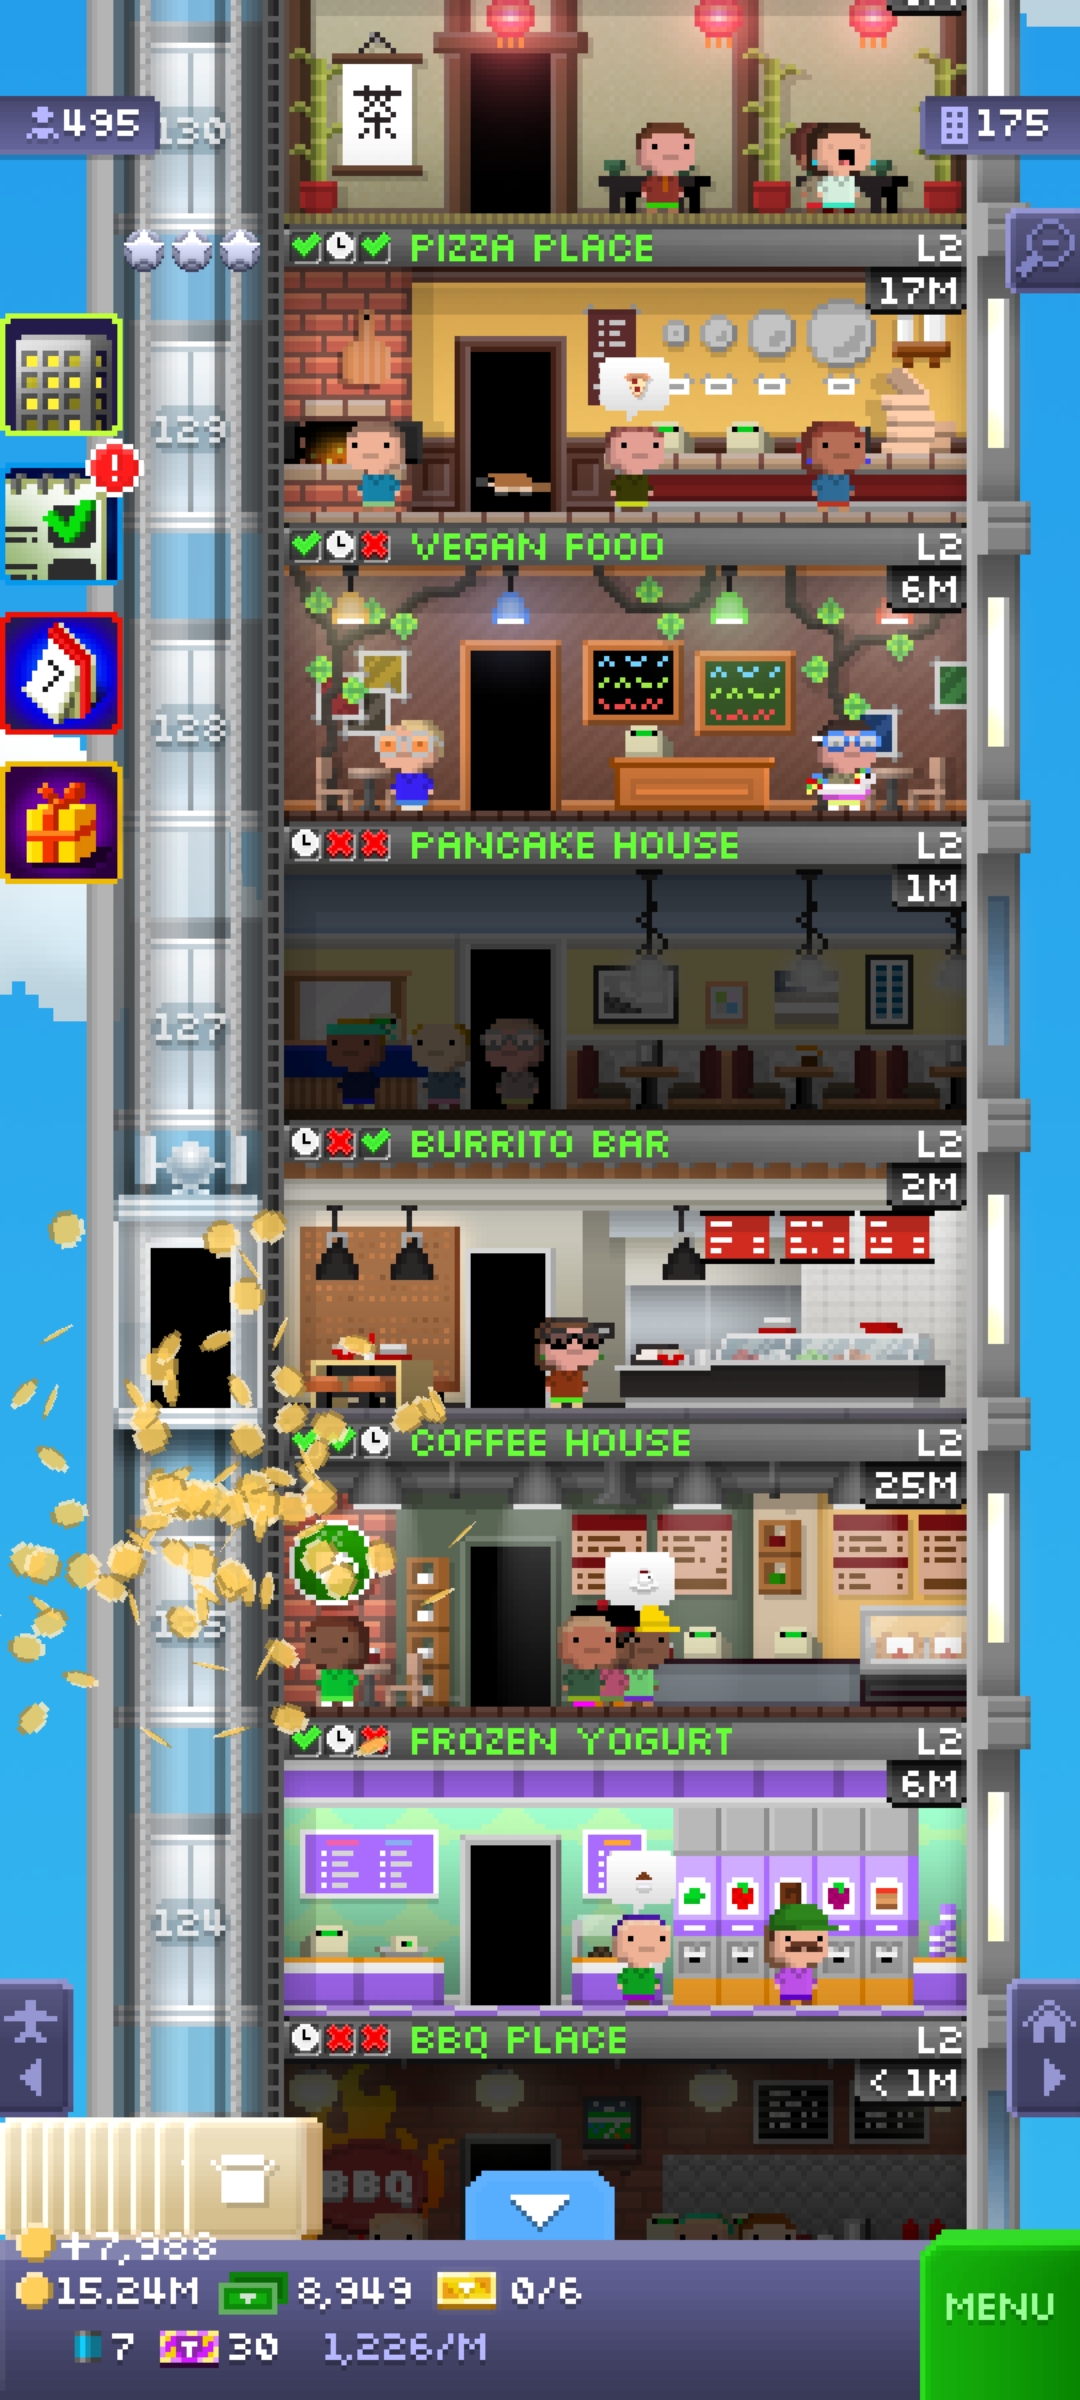 茶
495
130
175
PIZZA PLACE L2
17M
129
VEGAN FOOD L2
6M
128
PANCAKE HOUSE L2
1M
127
BURRITO BAR L2
2M
COFFEE HOUSE L2
25M
FROZEN YOGURT L2
6M
124
BBQ PLACE L2
< 1M
BBQ
+7,988
15.24M 8,949 0/6
MENU
7 T 30 1,226/M